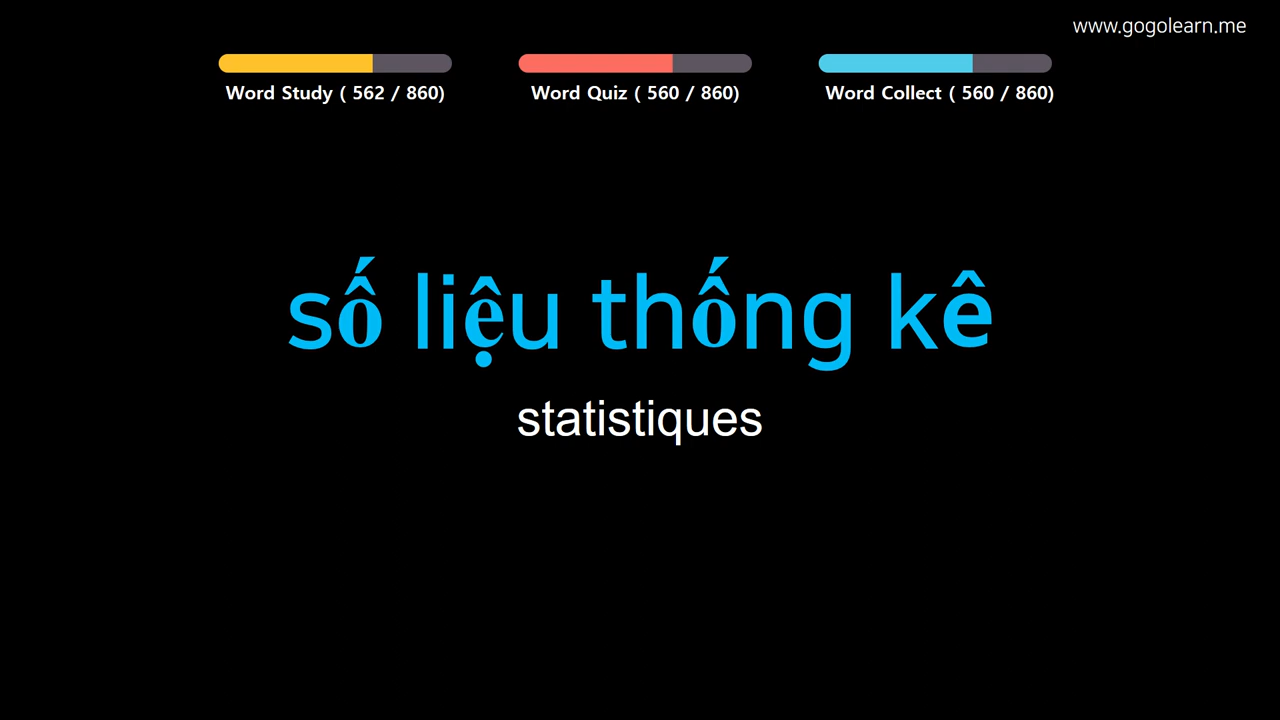 www.gogolearn.me
Word Study ( 562 / 860)
Word Quiz ( 560 / 860)
Word Collect ( 560 / 860)
số liệu thống kê
statistiques